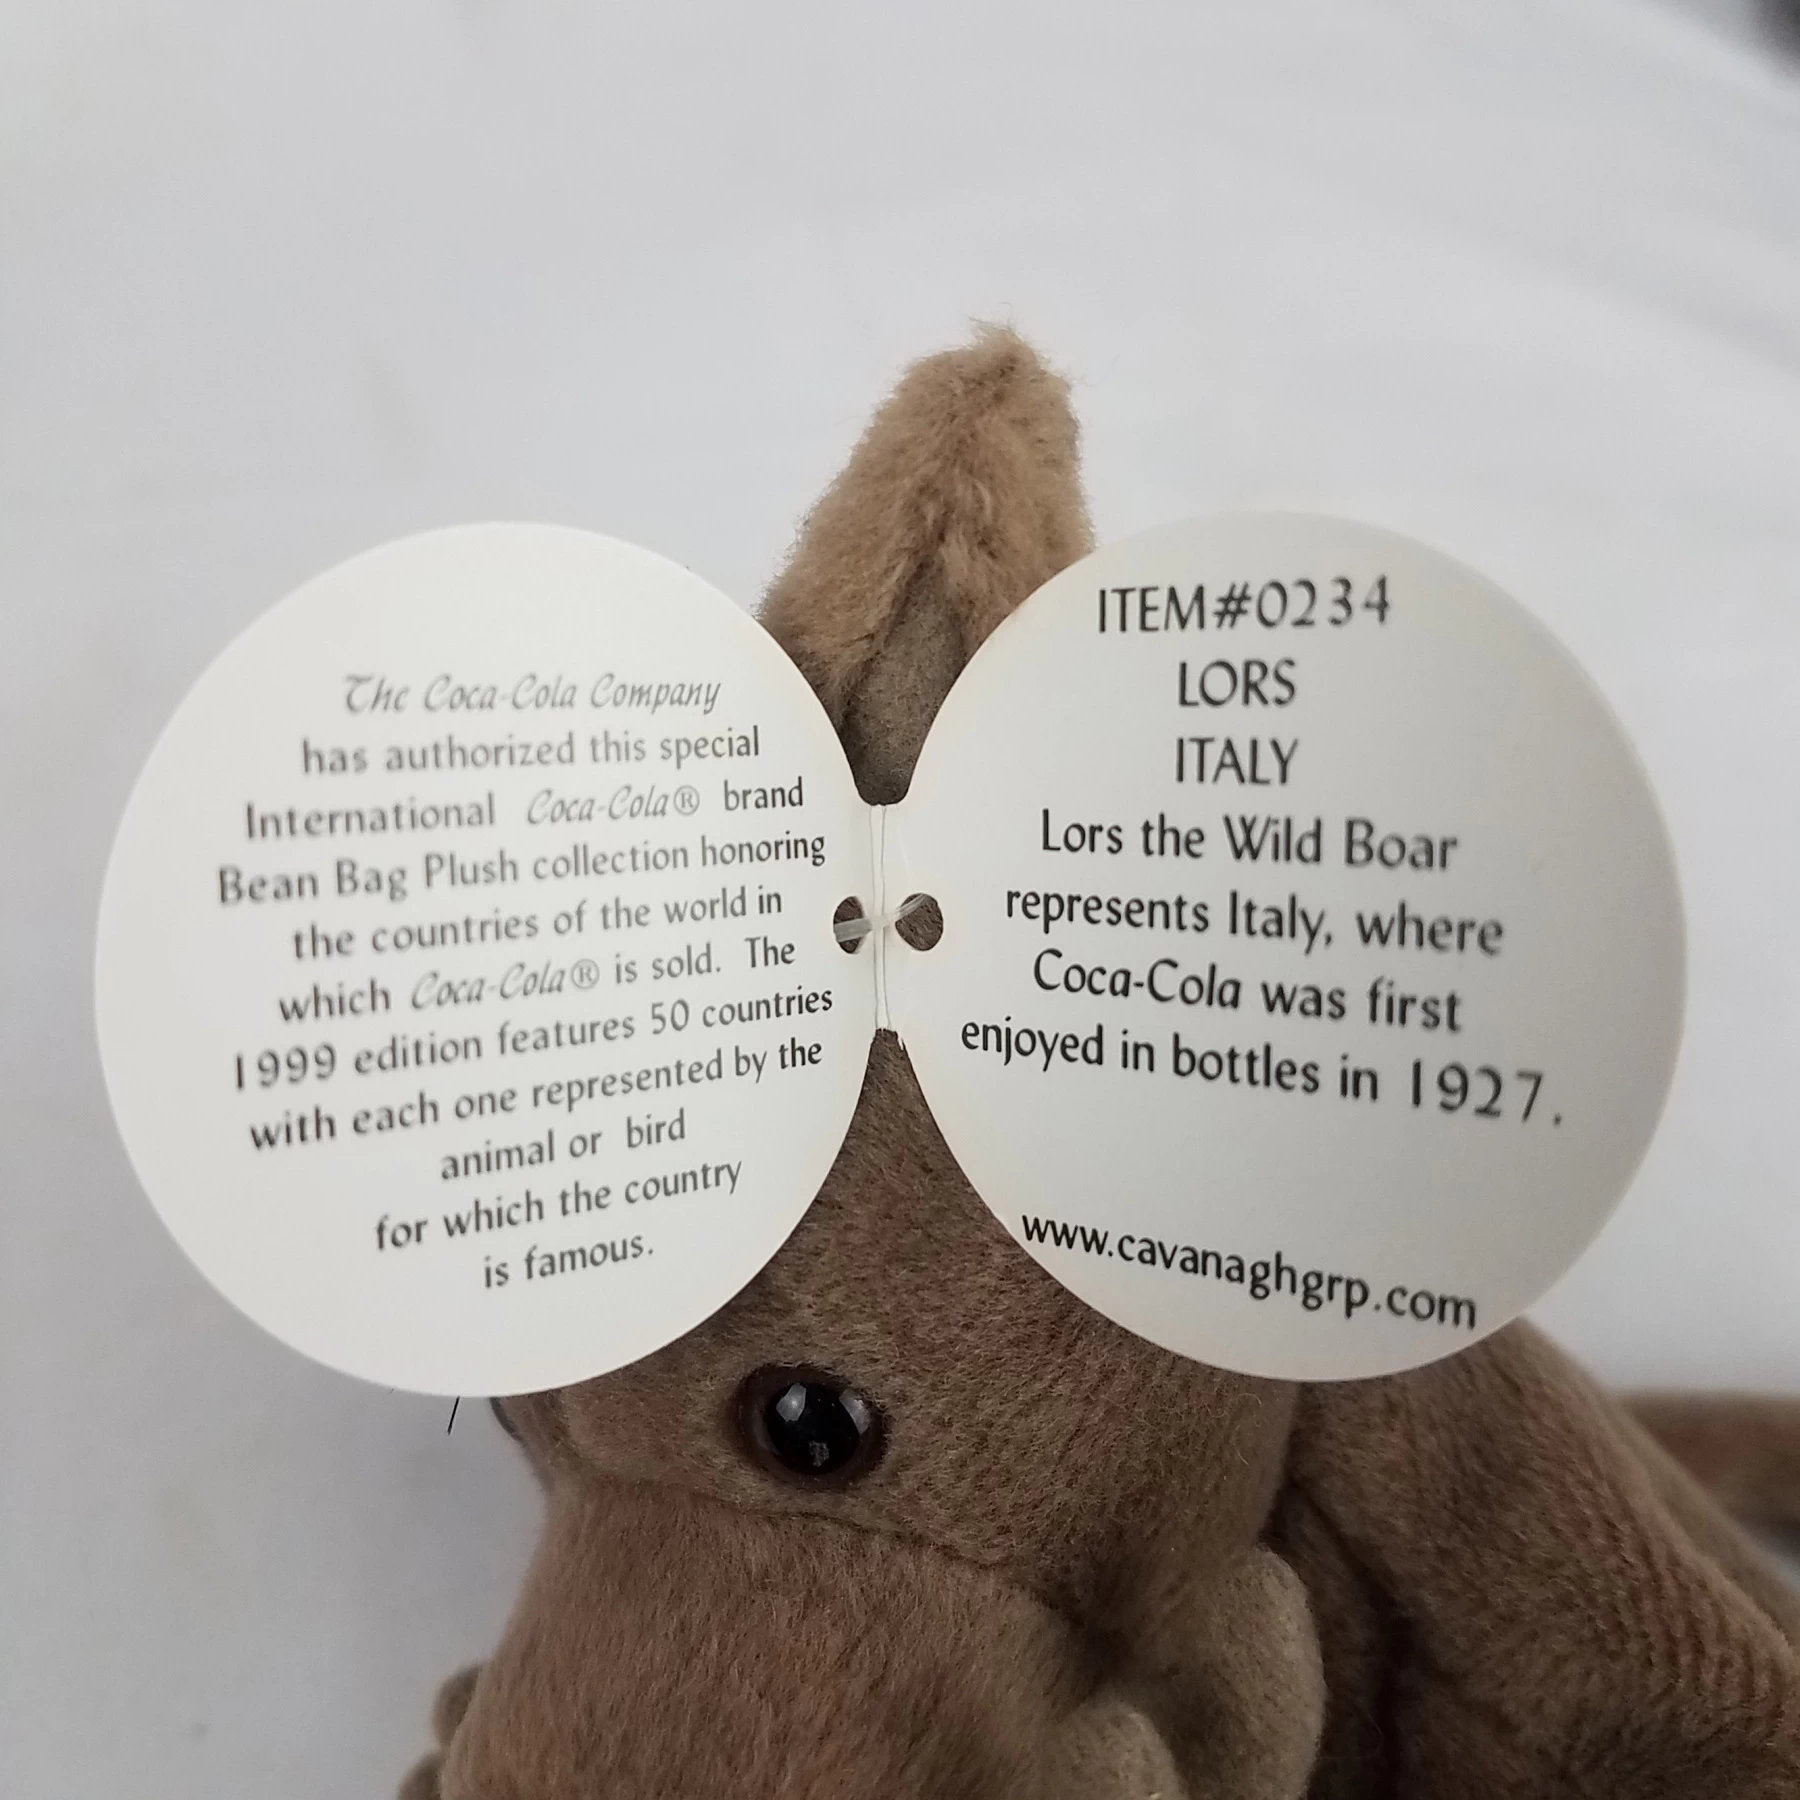 The Coca-Cola Company
has authorized this special
International Coca-Cola® brand
Bean Bag Plush collection honoring
the countries of the world in
which Coca-Cola® is sold. The
1999 edition features 50 countries
with each one represented by the
animal or bird
for which the country
is famous.
ITEM#0234
LORS
ITALY
Lors the Wild Boar
represents Italy, where
Coca-Cola was first
enjoyed in bottles in 1927.
www.cavanaghgrp.com